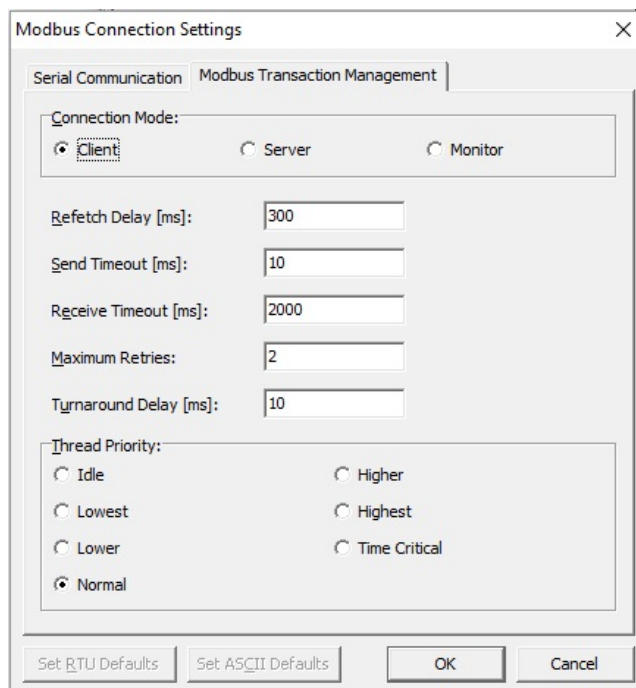 Modbus Connection Settings
Serial Communication Modbus Transaction Management
Connection Mode:
Client Server Monitor
Refetch Delay [ms]: 300
Send Timeout [ms]: 10
Receive Timeout [ms]: 2000
Maximum Retries: 2
Turnaround Delay [ms]: 10
Thread Priority:
Idle Higher
Lowest Highest
Lower Time Critical
Normal
Set RTU Defaults Set ASCII Defaults OK Cancel